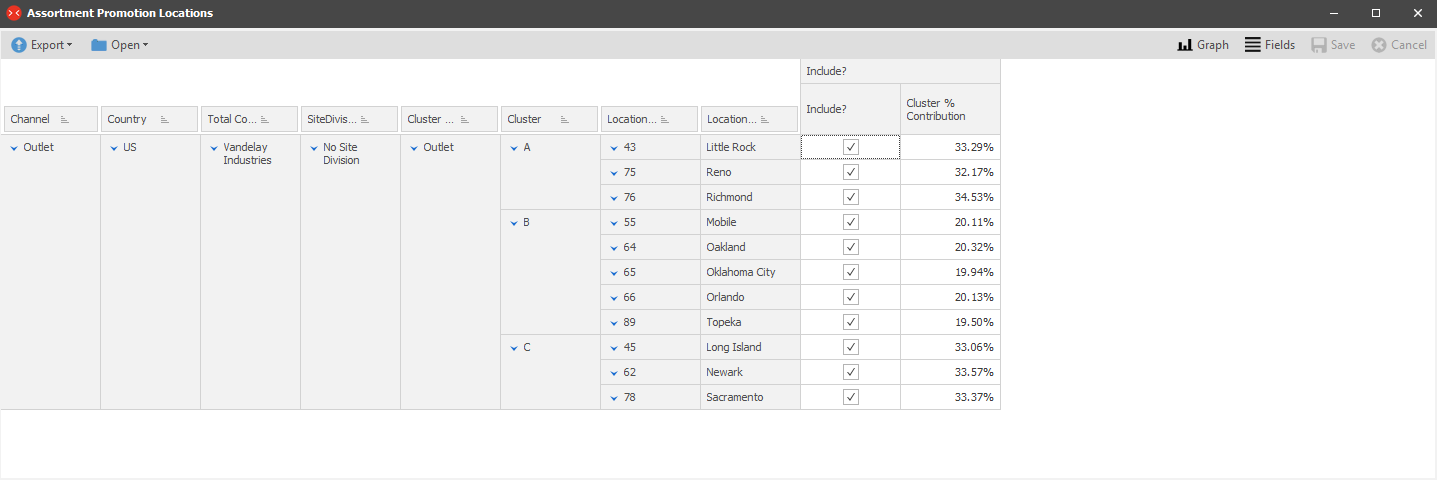 Assortment Promotion Locations
Export Open Graph Fields Save Cancel
Include?
Channel Country Total Co... SiteDivis... Cluster ... Cluster Location... Location... Include? Cluster %
Contribution
Outlet US Vandelay No Site Outlet A 43 Little Rock 33.29%
Industries Division
75 Reno 32.17%
76 Richmond 34.53%
B 55 Mobile 20.11%
64 Oakland 20.32%
65 Oklahoma City 19.94%
66 Orlando 20.13%
89 Topeka 19.50%
C 45 Long Island 33.06%
62 Newark 33.57%
78 Sacramento 33.37%